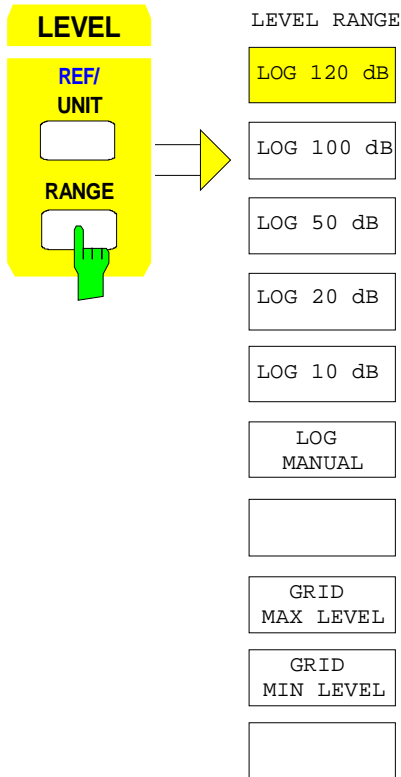 LEVEL
REF/
UNIT
RANGE
LEVEL RANGE
LOG 120 dB
LOG 100 dB
LOG 50 dB
LOG 20 dB
LOG 10 dB
LOG
MANUAL
GRID
MAX LEVEL
GRID
MIN LEVEL